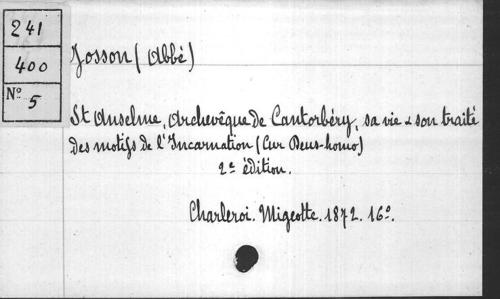 241
400
N° 5
Josson (Abbé)
St Anselme, Archevêque de Cantorbéry, sa vie & son traité
des motifs de l'Incarnation (Cur Deus-homo)
2e édition.
Charleroi. Migeotte. 1872. 16°.